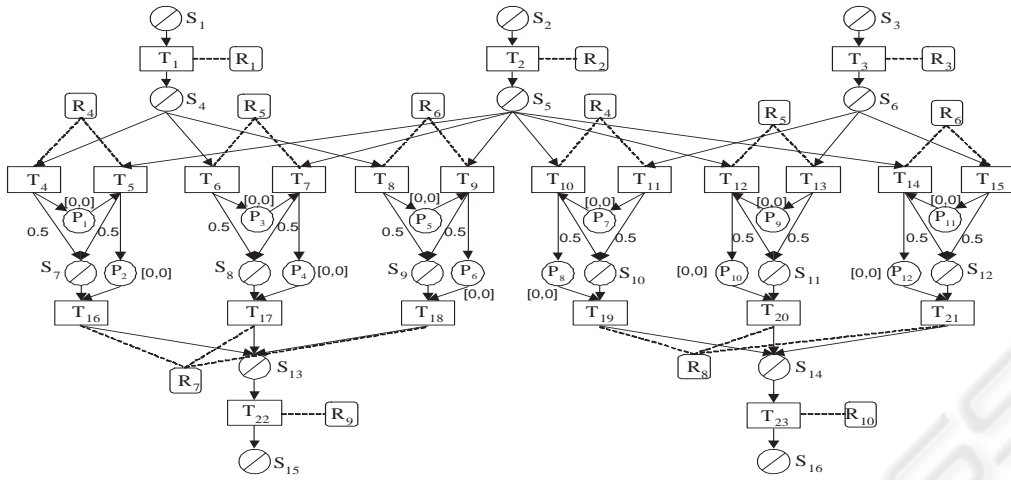 S1 S2 S3
T1 R1 T2 R2 T3 R3
S4 S5 S6
R4 R5 R6 R4 R5 R6
T4 T5 T6 T7 T8 T9 T10 T11 T12 T13 T14 T15
[0,0] [0,0] [0,0] [0,0] [0,0] [0,0]
P1 P3 P5 P7 P9 P11
0.5 0.5 0.5 0.5 0.5 0.5 0.5 0.5 0.5 0.5 0.5 0.5
S7 P2 [0,0] S8 P4 [0,0] S9 P6 P8 S10 [0,0] P10 S11 [0,0] P12 S12
[0,0] [0,0]
T16 T17 T18 T19 T20 T21
R7 S13 R8 S14
T22 R9 T23 R10
S15 S16